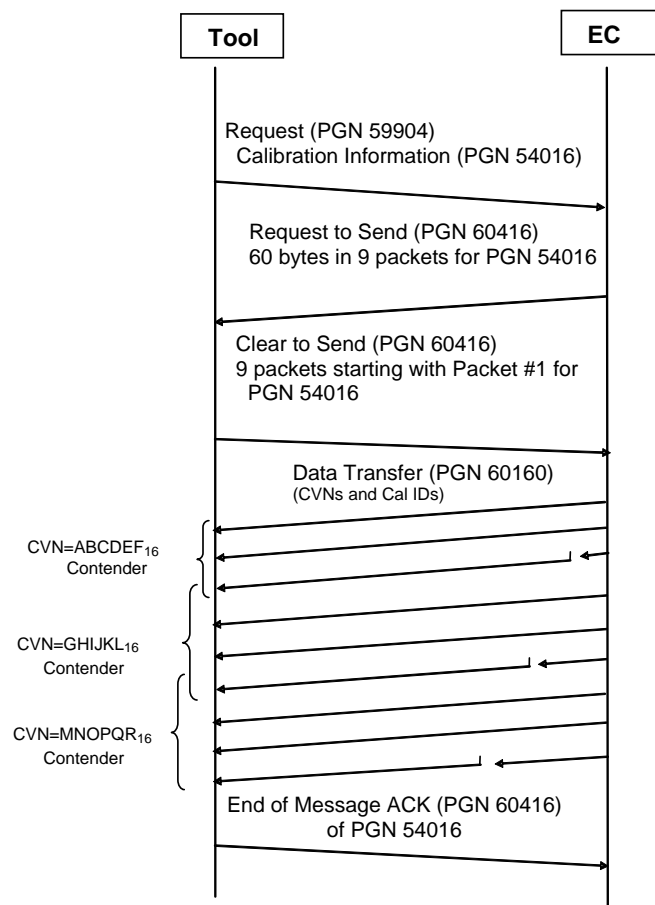 Tool
EC
Request (PGN 59904)
Calibration Information (PGN 54016)
Request to Send (PGN 60416)
60 bytes in 9 packets for PGN 54016
Clear to Send (PGN 60416)
9 packets starting with Packet #1 for
PGN 54016
Data Transfer (PGN 60160)
(CVNs and Cal IDs)
CVN=ABCDEF₁₆
Contender
CVN=GHIJKL₁₆
Contender
CVN=MNOPQR₁₆
Contender
End of Message ACK (PGN 60416)
of PGN 54016